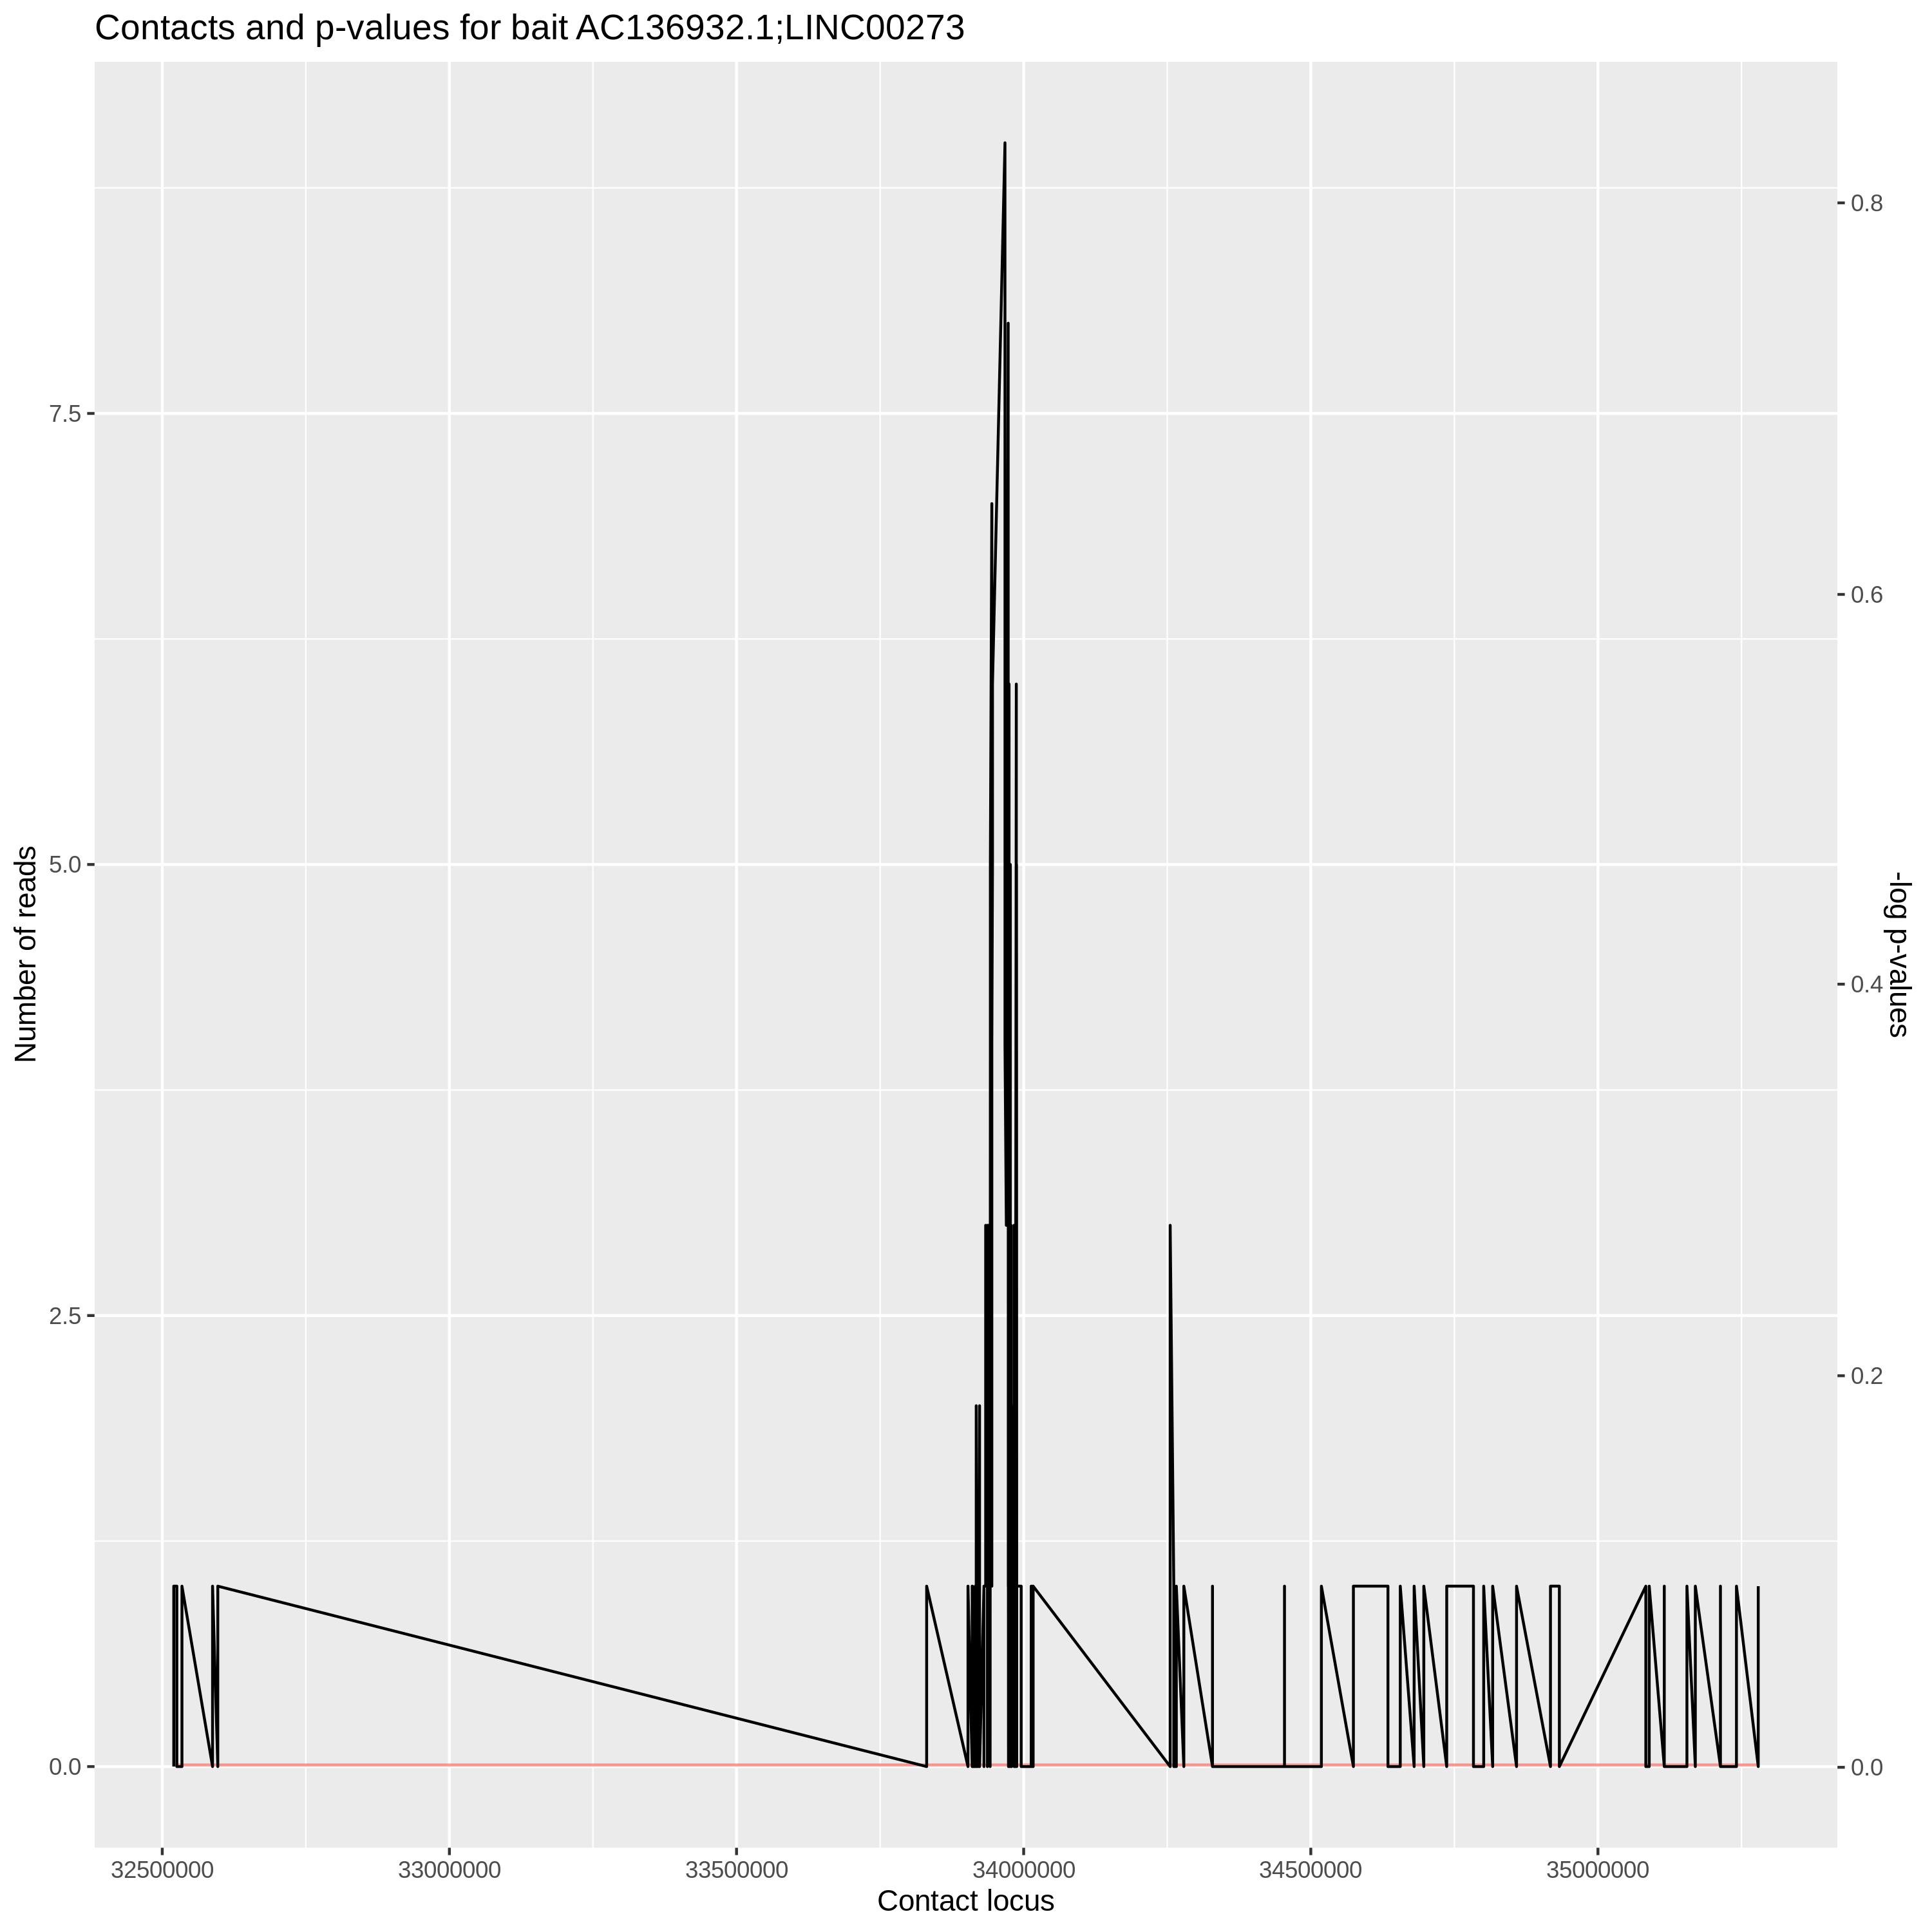 Contacts and p-values for bait AC136932.1;LINC00273
Number of reads
7.5
5.0
2.5
0.0
0.8
0.6
0.4
0.2
0.0
-log p-values
32500000 33000000 33500000 34000000 34500000 35000000
Contact locus